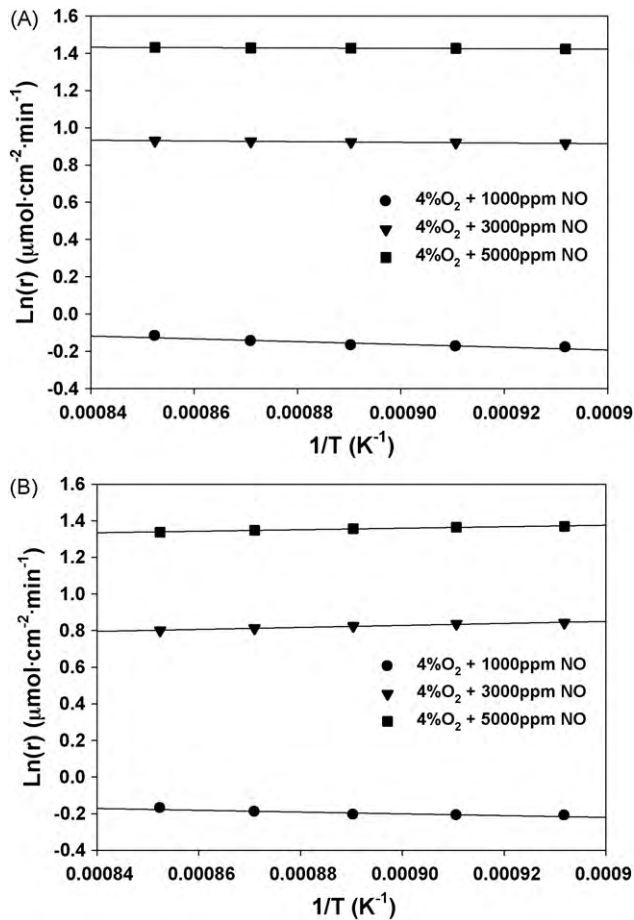 (A)
1.6
1.4
1.2
1.0
0.8
0.6
0.4
0.2
0.0
-0.2
-0.4
Ln(r) (μmol·cm⁻²·min⁻¹)
4%O₂ + 1000ppm NO
4%O₂ + 3000ppm NO
4%O₂ + 5000ppm NO
0.00084 0.00086 0.00088 0.00090 0.00092 0.0009
1/T (K⁻¹)
(B)
1.6
1.4
1.2
1.0
0.8
0.6
0.4
0.2
0.0
-0.2
-0.4
Ln(r) (μmol·cm⁻²·min⁻¹)
4%O₂ + 1000ppm NO
4%O₂ + 3000ppm NO
4%O₂ + 5000ppm NO
0.00084 0.00086 0.00088 0.00090 0.00092 0.0009
1/T (K⁻¹)